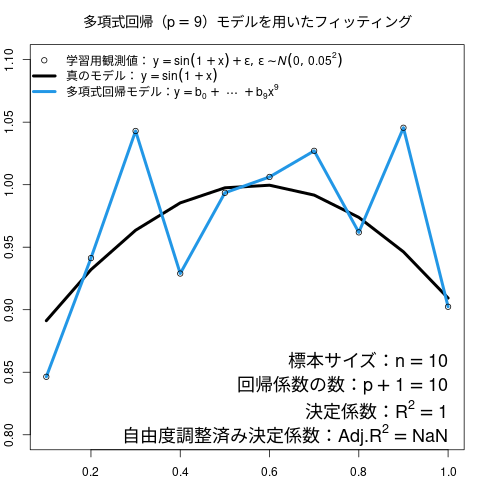 多項式回帰（p = 9）モデルを用いたフィッティング
学習用観測値： y = sin(1 + x) + ε, ε ~ N(0, 0.05²)
真のモデル： y = sin(1 + x)
多項式回帰モデル：y = b₀ + ⋯ + b₉x⁹
1.10
1.05
1.00
0.95
0.90
0.85
0.80
標本サイズ：n = 10
回帰係数の数：p + 1 = 10
決定係数：R² = 1
自由度調整済み決定係数：Adj.R² = NaN
0.2 0.4 0.6 0.8 1.0